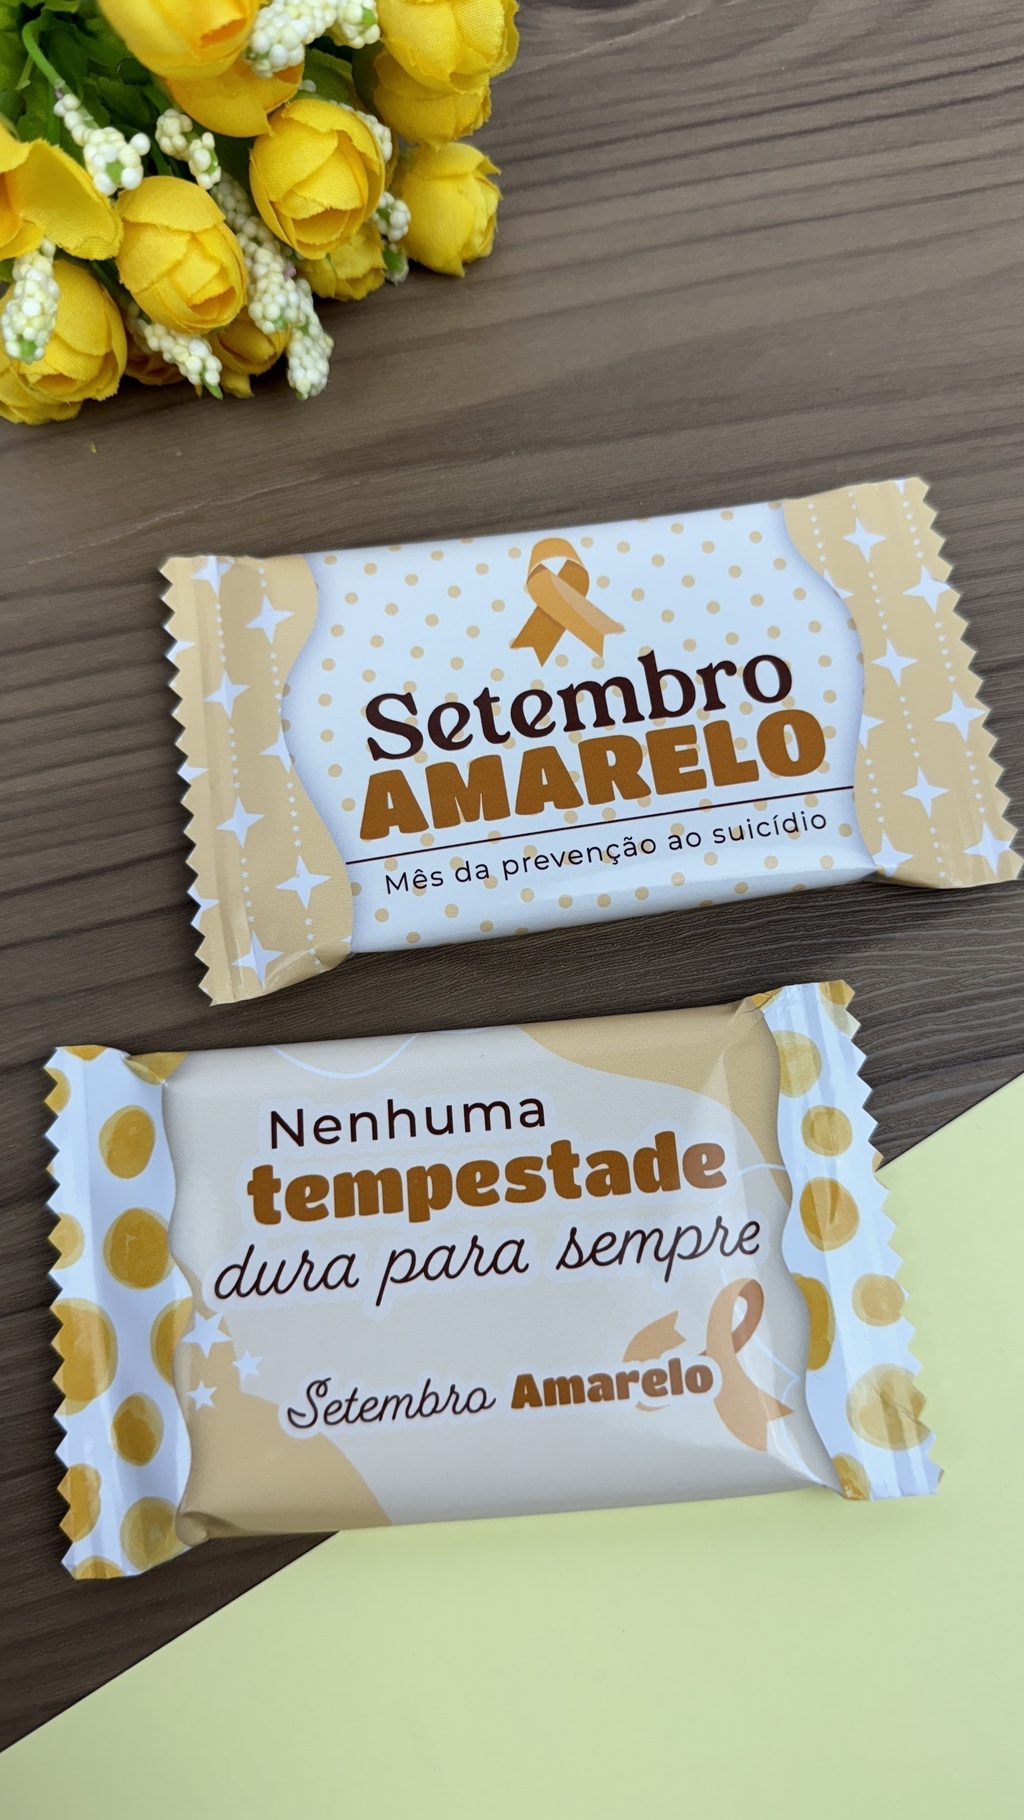 Setembro
AMARELO
Mês da prevenção ao suicídio
Nenhuma
tempestade
dura para sempre
Setembro Amarelo